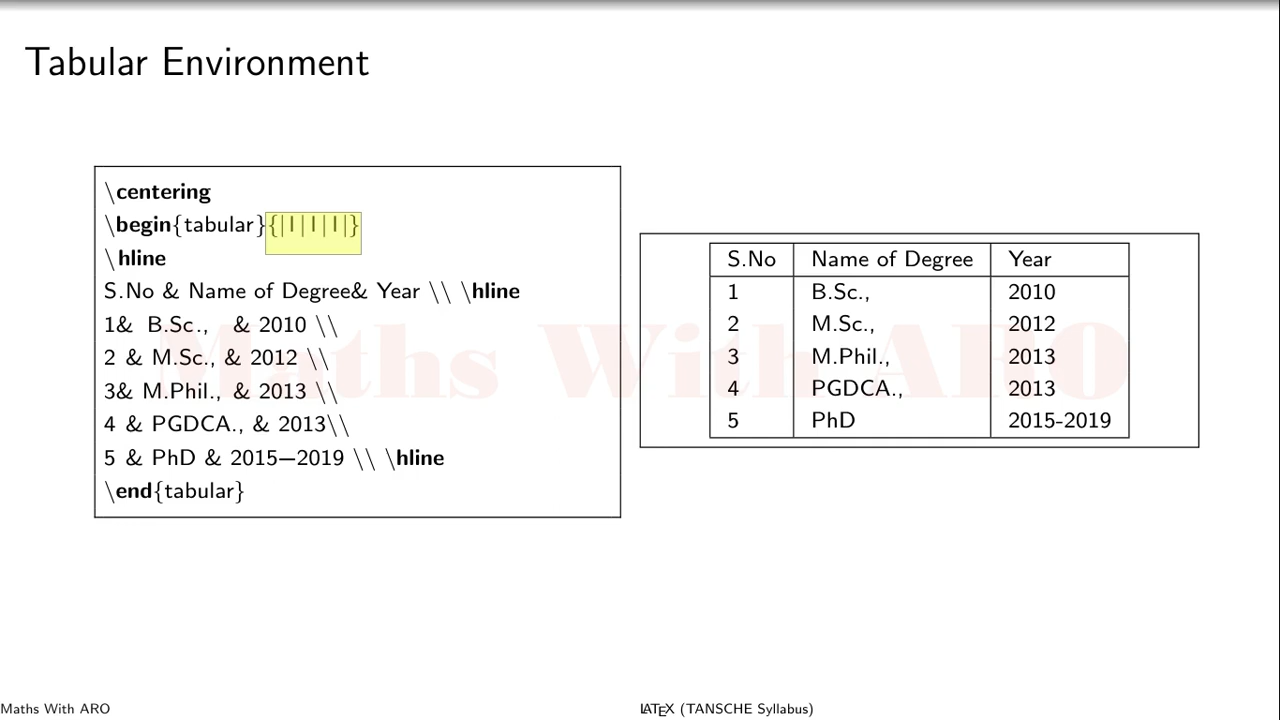 Tabular Environment
\centering
\begin{tabular}{|l|l|l|}
\hline
S.No & Name of Degree& Year \\ \hline
1& B.Sc., & 2010 \\
2 & M.Sc., & 2012 \\
3& M.Phil., & 2013 \\
4 & PGDCA., & 2013\\
5 & PhD & 2015—2019 \\ \hline
\end{tabular}
S.No Name of Degree Year
1 B.Sc., 2010
2 M.Sc., 2012
3 M.Phil., 2013
4 PGDCA., 2013
5 PhD 2015-2019
Maths With ARO
Maths With ARO
LATEX (TANSCHE Syllabus)